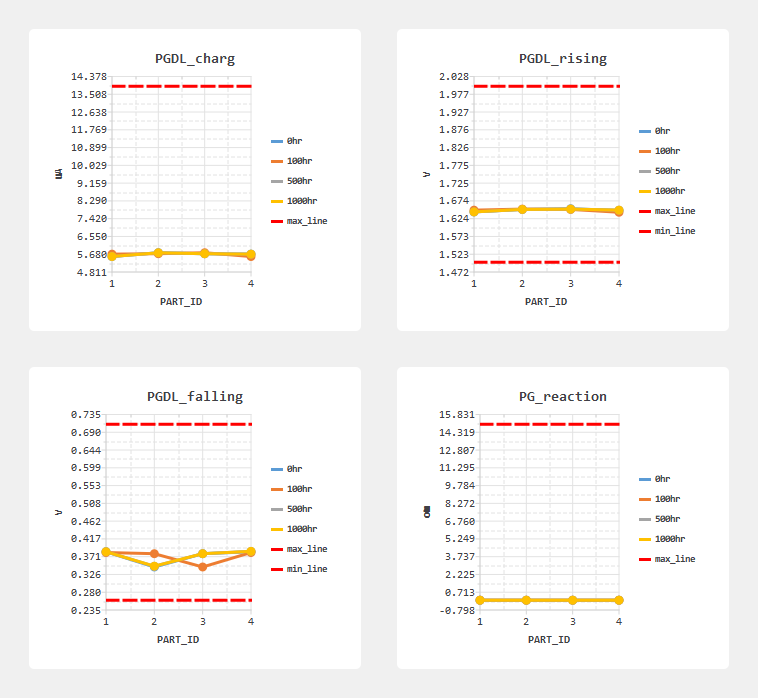 PGDL_charg
14.378
13.508
12.638
11.769
10.899
10.029
9.159
8.290
7.420
6.550
5.680
4.811
1 2 3 4
PART_ID
0hr
100hr
500hr
1000hr
max_line
PGDL_rising
2.028
1.977
1.927
1.876
1.826
1.775
1.725
1.674
1.624
1.573
1.523
1.472
1 2 3 4
PART_ID
0hr
100hr
500hr
1000hr
max_line
min_line
PGDL_falling
0.735
0.690
0.644
0.599
0.553
0.508
0.462
0.417
0.371
0.326
0.280
0.235
1 2 3 4
PART_ID
0hr
100hr
500hr
1000hr
max_line
min_line
PG_reaction
15.831
14.319
12.807
11.295
9.784
8.272
6.760
5.249
3.737
2.225
0.713
-0.798
1 2 3 4
PART_ID
0hr
100hr
500hr
1000hr
max_line